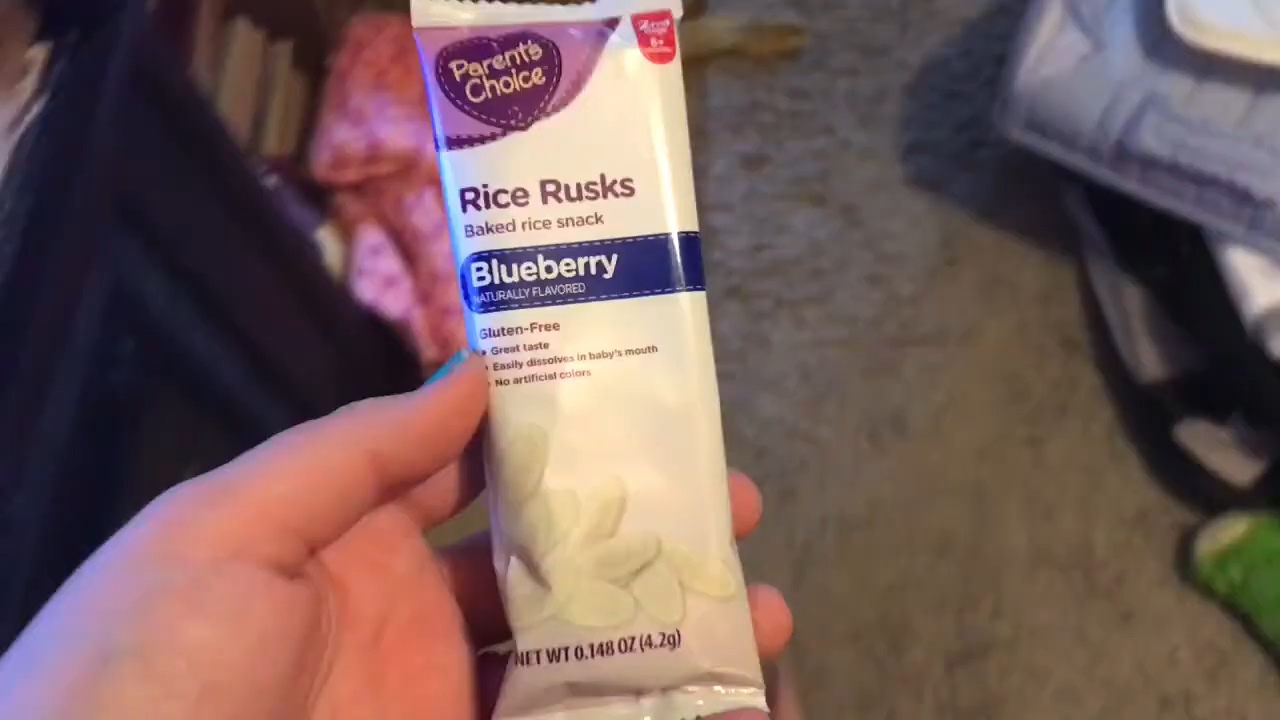 Parent's
Choice
6+
Rice Rusks
Baked rice snack
Blueberry
NATURALLY FLAVORED
Gluten-Free
• Great taste
• Easily dissolves in baby's mouth
• No artificial colors
NET WT 0.148 OZ (4.2g)